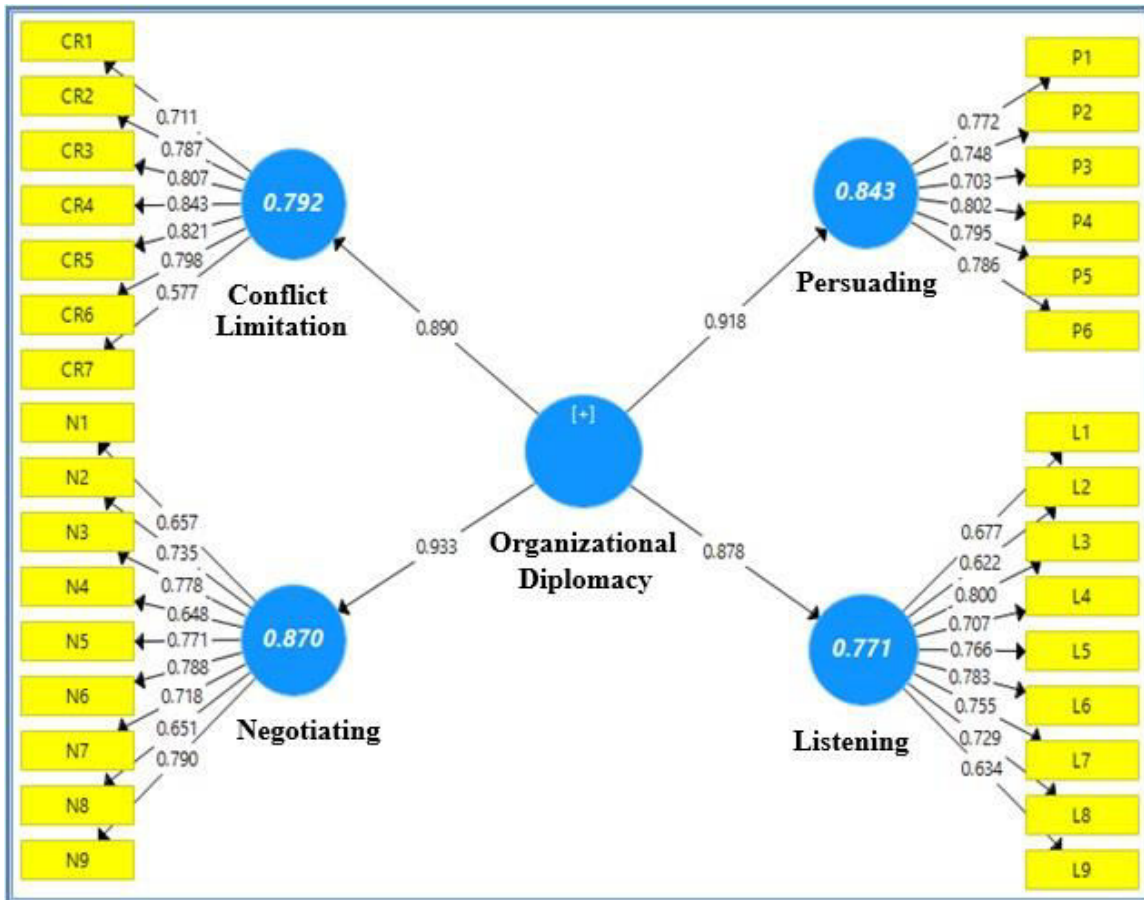 CR1
CR2
CR3
CR4
CR5
CR6
CR7
0.711
0.787
0.807
0.843
0.821
0.798
0.577
0.792
Conflict
Limitation
0.890
P1
P2
P3
P4
P5
P6
0.772
0.748
0.703
0.802
0.795
0.786
0.843
Persuading
0.918
[+]
Organizational
Diplomacy
N1
N2
N3
N4
N5
N6
N7
N8
N9
0.657
0.735
0.778
0.648
0.771
0.788
0.718
0.651
0.790
0.870
Negotiating
0.933
L1
L2
L3
L4
L5
L6
L7
L8
L9
0.677
0.622
0.800
0.707
0.766
0.783
0.755
0.729
0.634
0.771
Listening
0.878